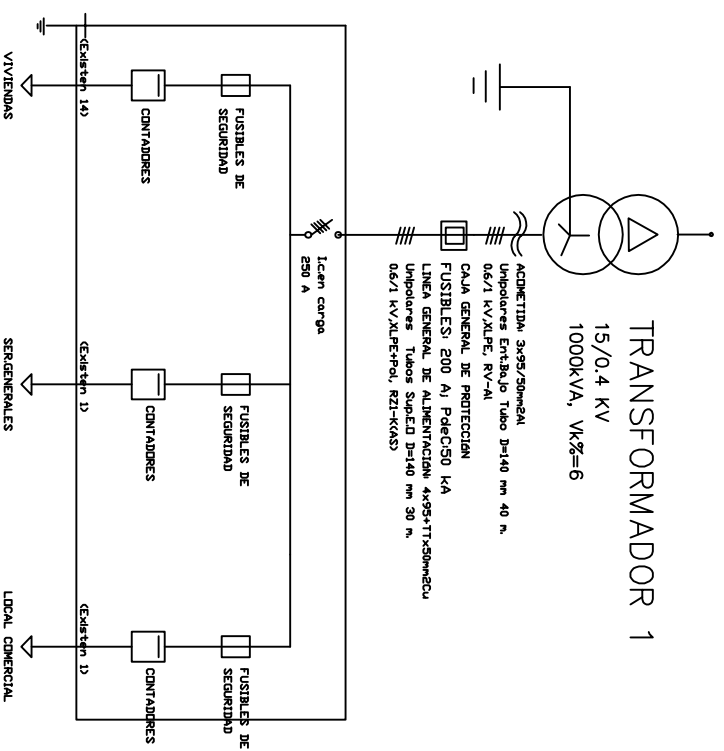 TRANSFORMADOR 1
15/0.4 KV
1000kVA, Vk%=6
ACOMETIDA: 3x95/50mm2Al
Unipolares Ent.Bajo Tubo D=140 mm 40 m.
0.6/1 kV,XLPE, RV-Al
CAJA GENERAL DE PROTECCIÓN
FUSIBLES: 200 A; PdeC:50 kA
LINEA GENERAL DE ALIMENTACIÓN: 4x95+TTx50mm2Cu
Unipolares Tubos Sup.E.O D=140 mm 30 m.
0.6/1 kV,XLPE+Pol, RZ1-K(AS)
I.c.en carga
250 A
FUSIBLES DE
SEGURIDAD
CONTADORES
(Existen 14)
VIVIENDAS
FUSIBLES DE
SEGURIDAD
CONTADORES
(Existen 1)
SER.GENERALES
FUSIBLES DE
SEGURIDAD
CONTADORES
(Existen 1)
LOCAL COMERCIAL